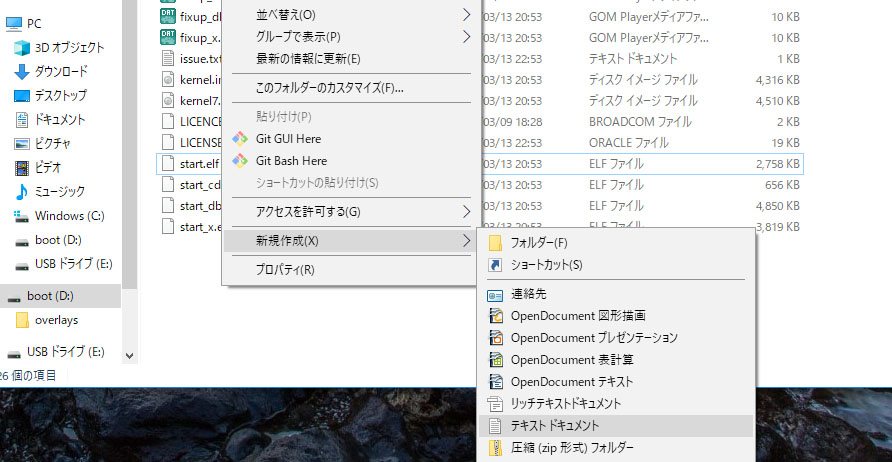 PC
3D オブジェクト
ダウンロード
デスクトップ
ドキュメント
ピクチャ
ビデオ
ミュージック
Windows (C:)
boot (D:)
USB ドライブ (E:)
boot (D:)
overlays
USB ドライブ (E:)
26 個の項目
fixup_db
fixup_x.
issue.txt
kernel.im
kernel7.
LICENCE
LICENSE
start.elf
start_cd
start_db
start_x.e
並べ替え(O)
グループで表示(P)
最新の情報に更新(E)
このフォルダーのカスタマイズ(F)...
貼り付け(P)
Git GUI Here
Git Bash Here
ショートカットの貼り付け(S)
アクセスを許可する(G)
新規作成(X)
プロパティ(R)
03/13 20:53 GOM Playerメディアファ... 10 KB
03/13 20:53 GOM Playerメディアファ... 10 KB
03/13 22:53 テキスト ドキュメント 1 KB
03/13 20:53 ディスク イメージ ファイル 4,316 KB
03/13 20:53 ディスク イメージ ファイル 4,510 KB
03/09 18:28 BROADCOM ファイル 2 KB
03/13 22:53 ORACLE ファイル 19 KB
03/13 20:53 ELF ファイル 2,758 KB
03/13 20:53 ELF ファイル 656 KB
03/13 20:53 ELF ファイル 4,850 KB
03/13 20:53 ELF ファイル 3,819 KB
フォルダー(F)
ショートカット(S)
連絡先
OpenDocument 図形描画
OpenDocument プレゼンテーション
OpenDocument 表計算
OpenDocument テキスト
リッチテキストドキュメント
テキスト ドキュメント
圧縮 (zip 形式) フォルダー